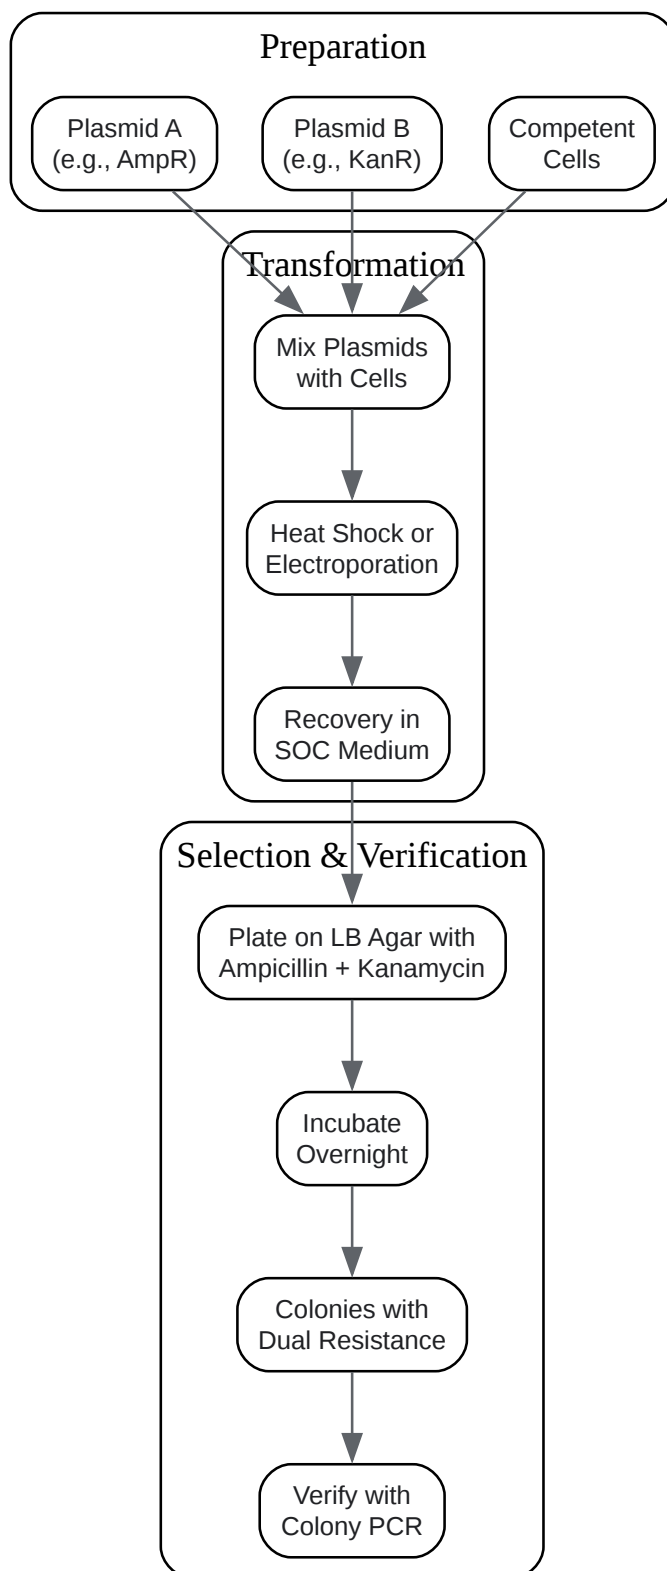 Preparation
Plasmid A
(e.g., AmpR)
Plasmid B
(e.g., KanR)
Competent
Cells
Transformation
Mix Plasmids
with Cells
Heat Shock or
Electroporation
Recovery in
SOC Medium
Selection & Verification
Plate on LB Agar with
Ampicillin + Kanamycin
Incubate
Overnight
Colonies with
Dual Resistance
Verify with
Colony PCR